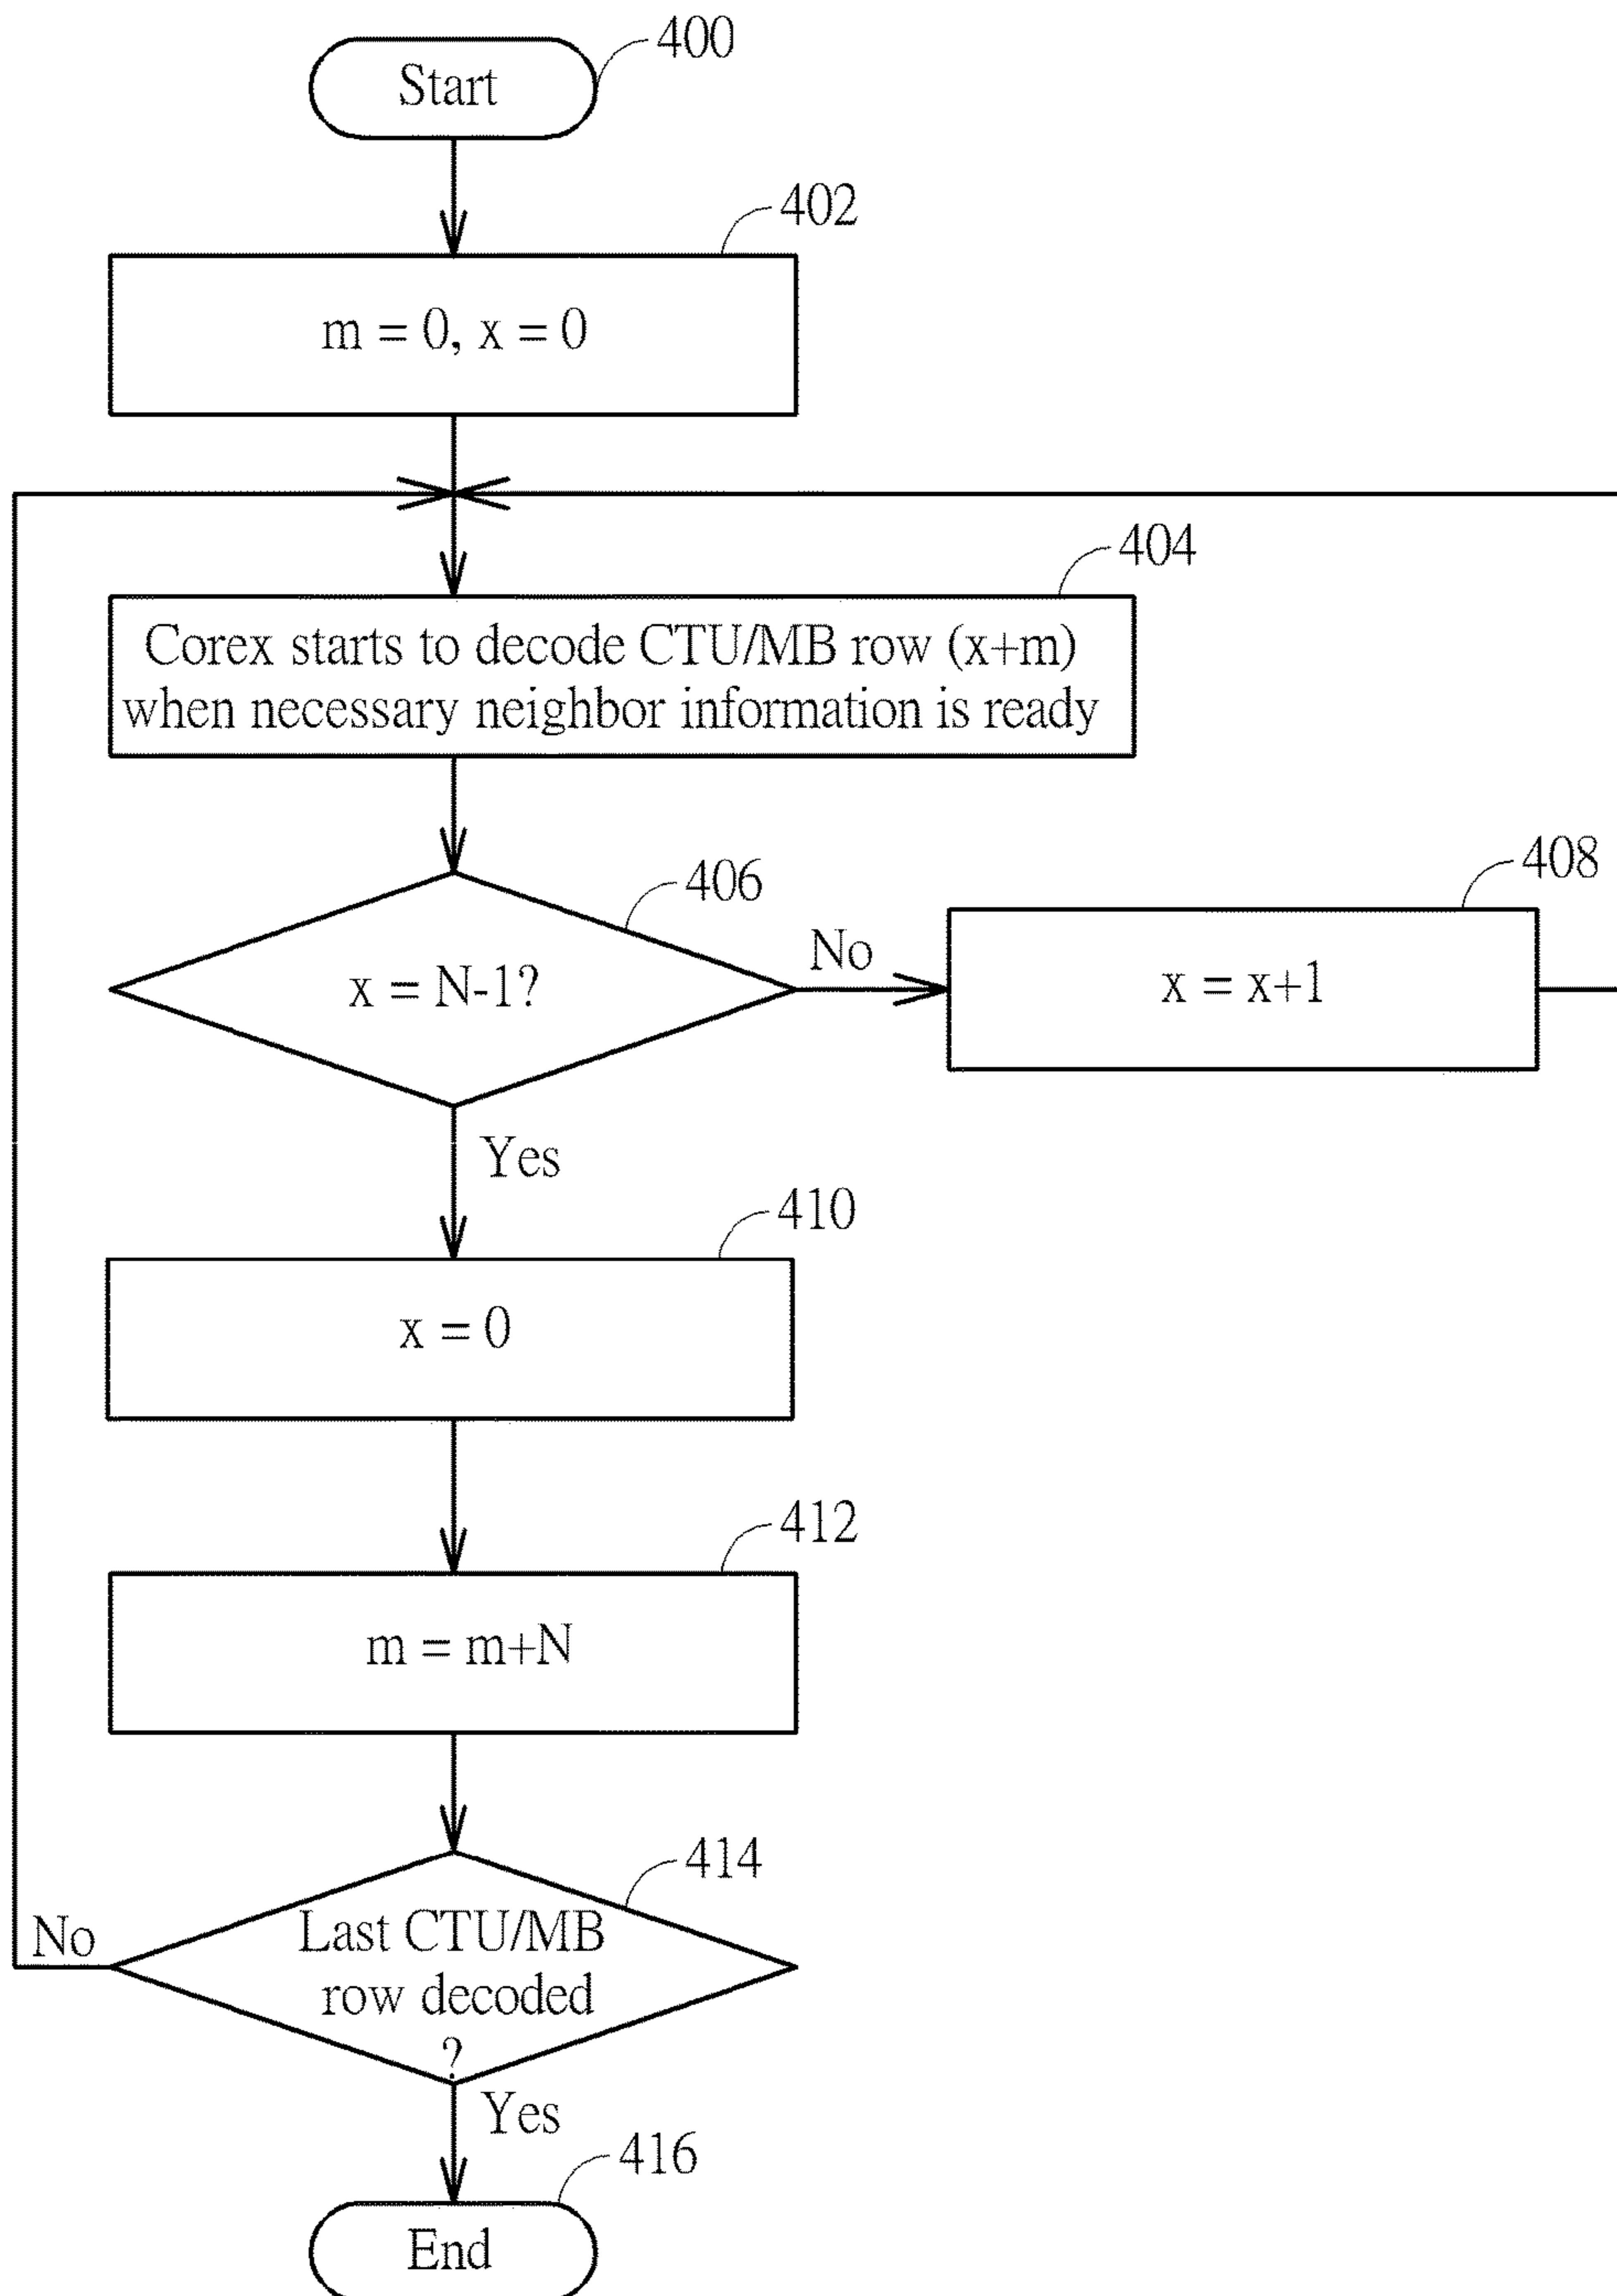 Start
400
402
m = 0, x = 0
404
Corex starts to decode CTU/MB row (x+m)
when necessary neighbor information is ready
406
x = N-1?
No
408
x = x+1
Yes
410
x = 0
412
m = m+N
414
Last CTU/MB
row decoded
?
No
Yes
416
End